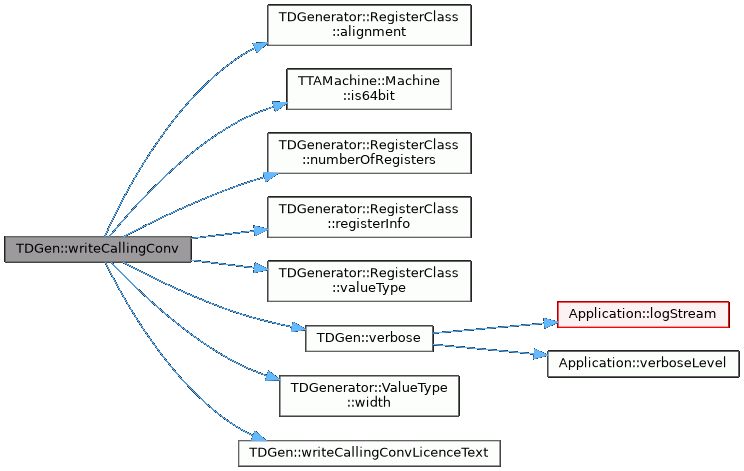 TDGenerator::RegisterClass
::alignment
TTAMachine::Machine
::is64bit
TDGenerator::RegisterClass
::numberOfRegisters
TDGenerator::RegisterClass
::registerInfo
TDGen::writeCallingConv
TDGenerator::RegisterClass
::valueType
Application::logStream
TDGen::verbose
Application::verboseLevel
TDGenerator::ValueType
::width
TDGen::writeCallingConvLicenceText